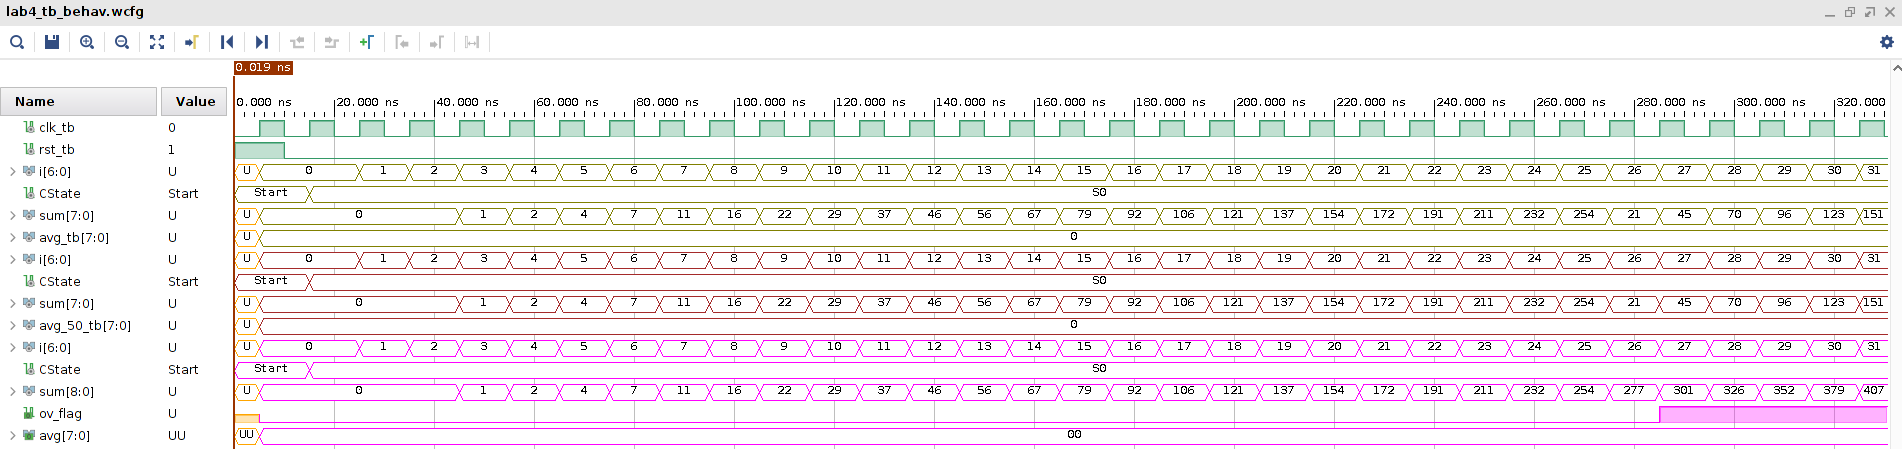 lab4_tb_behav.wcfg
0.019 ns
Name Value 0.000 ns 20.000 ns 40.000 ns 60.000 ns 80.000 ns 100.000 ns 120.000 ns 140.000 ns 160.000 ns 180.000 ns 200.000 ns 220.000 ns 240.000 ns 260.000 ns 280.000 ns 300.000 ns 320.000
clk_tb 0
rst_tb 1
i[6:0] U U 0 1 2 3 4 5 6 7 8 9 10 11 12 13 14 15 16 17 18 19 20 21 22 23 24 25 26 27 28 29 30 31
CState Start Start S0
sum[7:0] U U 0 1 2 4 7 11 16 22 29 37 46 56 67 79 92 106 121 137 154 172 191 211 232 254 21 45 70 96 123 151
avg_tb[7:0] U U 0
i[6:0] U U 0 1 2 3 4 5 6 7 8 9 10 11 12 13 14 15 16 17 18 19 20 21 22 23 24 25 26 27 28 29 30 31
CState Start Start S0
sum[7:0] U U 0 1 2 4 7 11 16 22 29 37 46 56 67 79 92 106 121 137 154 172 191 211 232 254 21 45 70 96 123 151
avg_50_tb[7:0] U U 0
i[6:0] U U 0 1 2 3 4 5 6 7 8 9 10 11 12 13 14 15 16 17 18 19 20 21 22 23 24 25 26 27 28 29 30 31
CState Start Start S0
sum[8:0] U U 0 1 2 4 7 11 16 22 29 37 46 56 67 79 92 106 121 137 154 172 191 211 232 254 277 301 326 352 379 407
ov_flag U
avg[7:0] UU UU 00